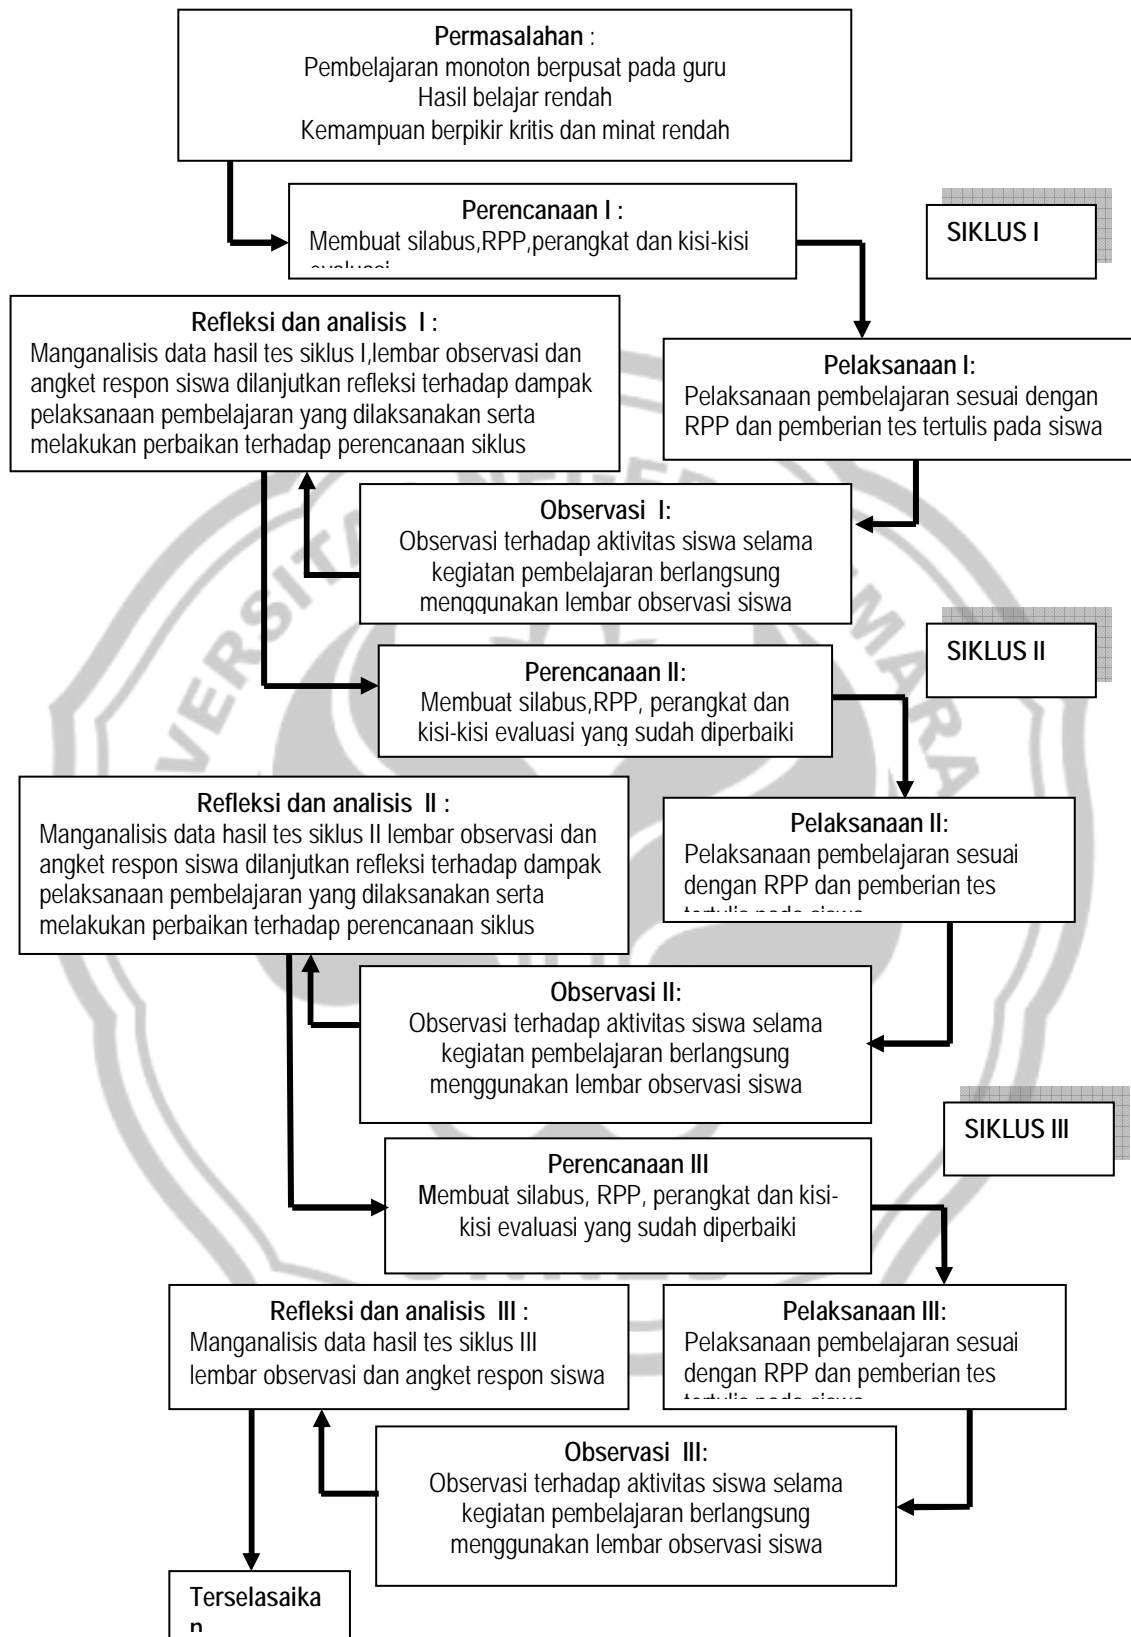 Permasalahan :
Pembelajaran monoton berpusat pada guru
Hasil belajar rendah
Kemampuan berpikir kritis dan minat rendah
Perencanaan I :
Membuat silabus,RPP,perangkat dan kisi-kisi
SIKLUS I
Pelaksanaan I:
Pelaksanaan pembelajaran sesuai dengan
RPP dan pemberian tes tertulis pada siswa
Observasi I:
Observasi terhadap aktivitas siswa selama
kegiatan pembelajaran berlangsung
menggunakan lembar observasi siswa
Refleksi dan analisis I :
Manganalisis data hasil tes siklus I,lembar observasi dan
angket respon siswa dilanjutkan refleksi terhadap dampak
pelaksanaan pembelajaran yang dilaksanakan serta
melakukan perbaikan terhadap perencanaan siklus
SIKLUS II
Perencanaan II:
Membuat silabus,RPP, perangkat dan
kisi-kisi evaluasi yang sudah diperbaiki
Pelaksanaan II:
Pelaksanaan pembelajaran sesuai
dengan RPP dan pemberian tes
tertulis pada siswa
Observasi II:
Observasi terhadap aktivitas siswa selama
kegiatan pembelajaran berlangsung
menggunakan lembar observasi siswa
Refleksi dan analisis II :
Manganalisis data hasil tes siklus II lembar observasi dan
angket respon siswa dilanjutkan refleksi terhadap dampak
pelaksanaan pembelajaran yang dilaksanakan serta
melakukan perbaikan terhadap perencanaan siklus
SIKLUS III
Perencanaan III
Membuat silabus, RPP, perangkat dan kisi-
kisi evaluasi yang sudah diperbaiki
Pelaksanaan III:
Pelaksanaan pembelajaran sesuai
dengan RPP dan pemberian tes
Observasi III:
Observasi terhadap aktivitas siswa selama
kegiatan pembelajaran berlangsung
menggunakan lembar observasi siswa
Refleksi dan analisis III :
Manganalisis data hasil tes siklus III
lembar observasi dan angket respon siswa
Terselasaika
n